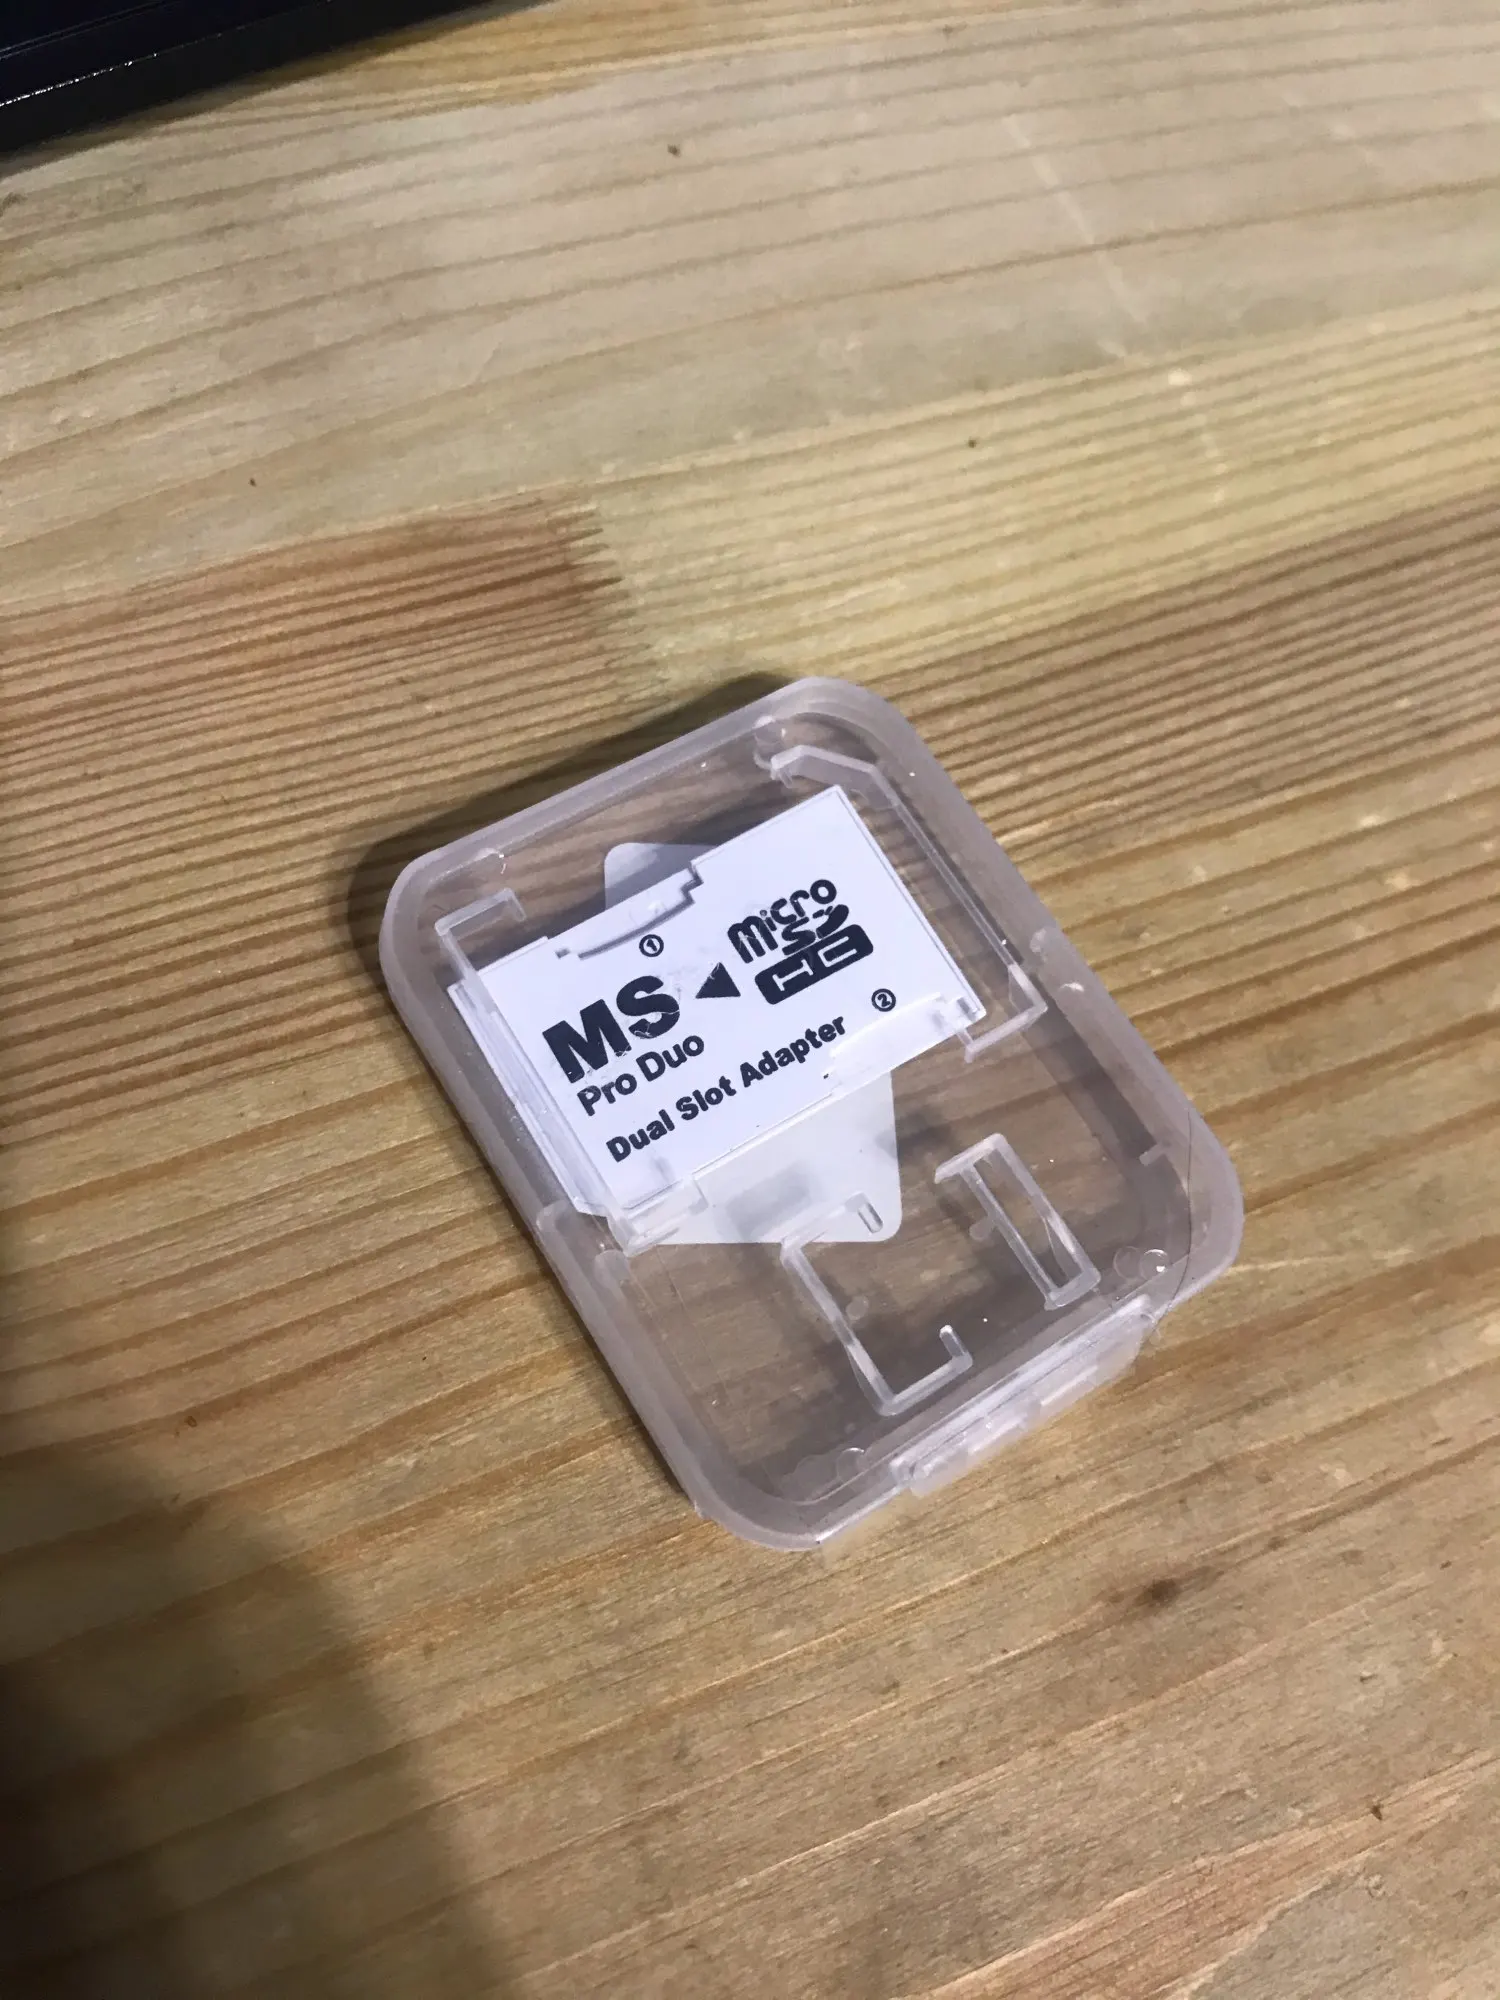 ①
MS ◀ micro
SD
HC
Pro Duo
Dual Slot Adapter ②